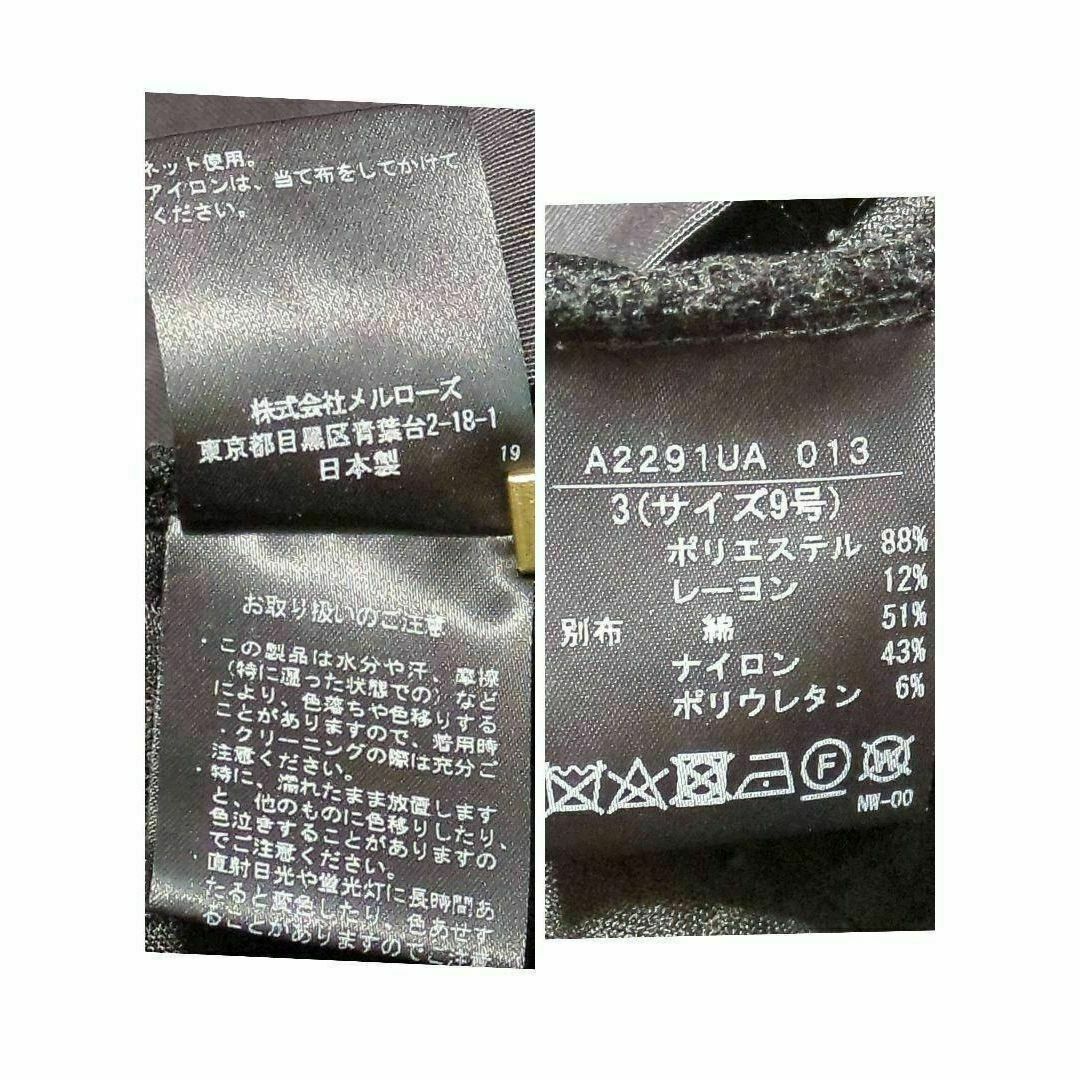 ネット使用。
アイロンは、当て布をしてかけて
ください。
株式会社メルローズ
東京都目黒区青葉台2-18-1
日本製
19
お取り扱いのご注意
・この製品は水分や汗、摩擦
(特に湿った状態での)など
により、色落ちや色移りする
ことがありますので、着用時
・クリーニングの際は充分ご
注意ください。
・特に、濡れたまま放置します
と、他のものに色移りしたり、
色泣きすることがありますの
でご注意ください。
・直射日光や蛍光灯に長時間あ
たると変色したり、色あせす
ることがありますのでご注意
A2291UA 013
3(サイズ9号)
ポリエステル 88%
レーヨン 12%
別布 綿 51%
ナイロン 43%
ポリウレタン 6%
F W
NW-00